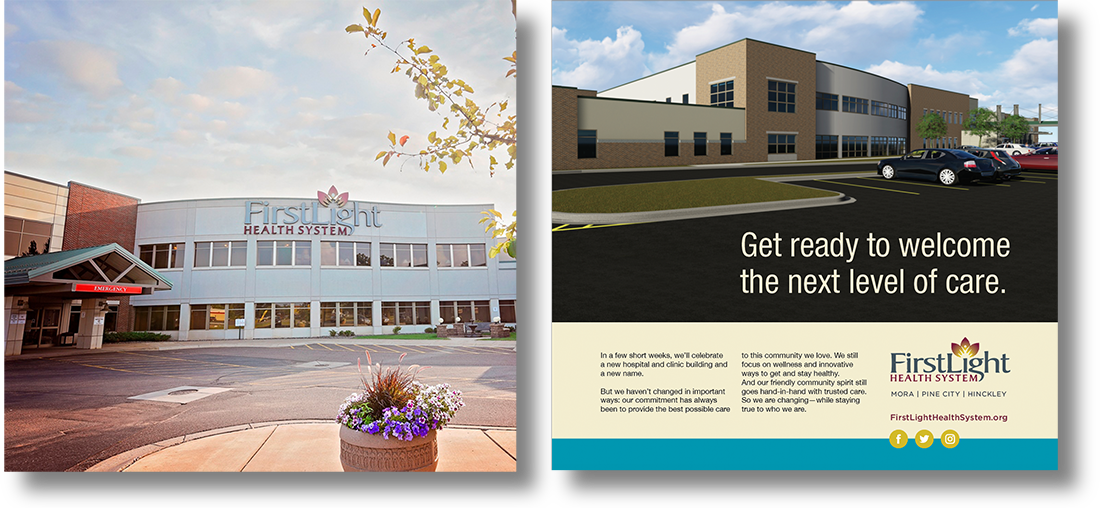 FirstLight
HEALTH SYSTEM
EMERGENCY
Get ready to welcome
the next level of care.
In a few short weeks, we'll celebrate
a new hospital and clinic building and
a new name.
But we haven't changed in important
ways: our commitment has always
been to provide the best possible care
to this community we love. We still
focus on wellness and innovative
ways to get and stay healthy.
And our friendly community spirit still
goes hand-in-hand with trusted care.
So we are changing—while staying
true to who we are.
FirstLight
HEALTH SYSTEM
MORA | PINE CITY | HINCKLEY
FirstLightHealthSystem.org